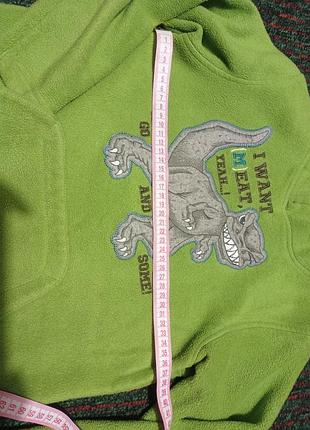 I WANT
MEAT,
YEAH...!
GO AND
SOME!